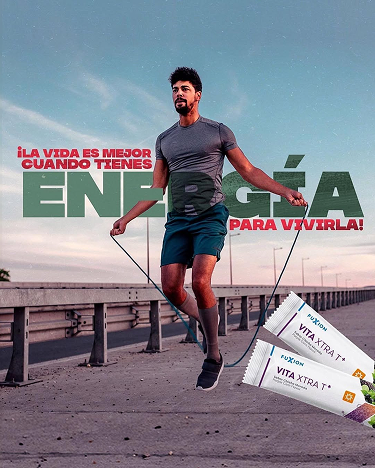 ¡LA VIDA ES MEJOR
CUANDO TIENES
ENERGÍA
PARA VIVIRLA!
FUXION
VITA XTRA T+
FUXION
VITA XTRA T+